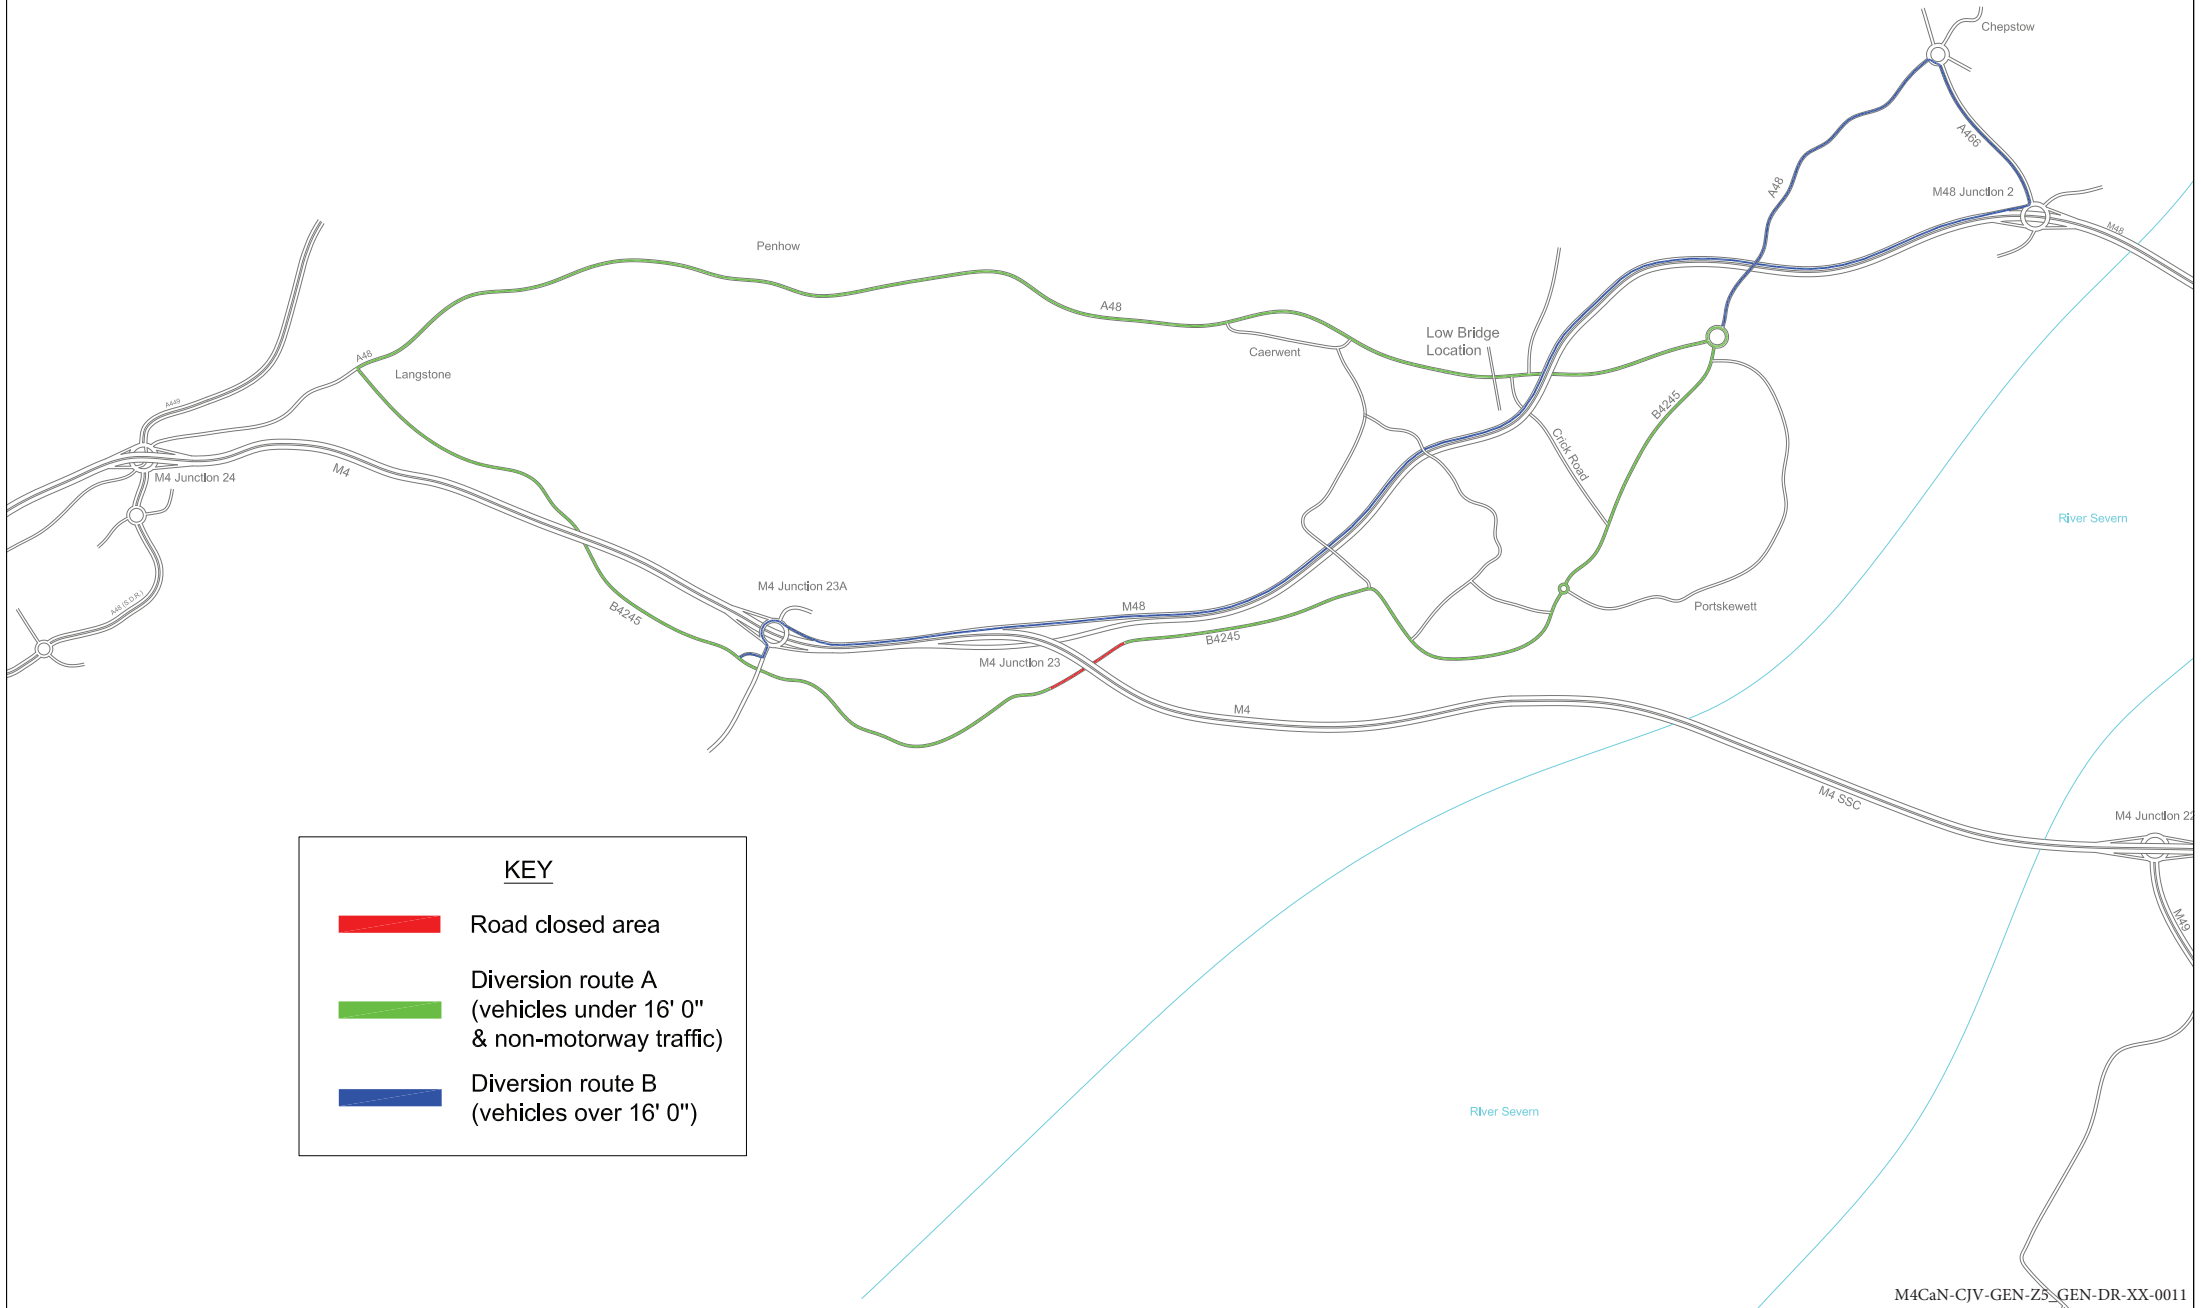 Chepstow
A466
A48
M48 Junction 2
M48
Penhow
A48
Low Bridge
Location
Caerwent
A48
Langstone
A449
B4245
Crick Road
M4 Junction 24
M4
River Severn
M4 Junction 23A
A48 (S.D.R.)
B4245
M48
B4245
Portskewett
M4 Junction 23
M4
M4 SSC
M4 Junction 22
M49
KEY
Road closed area
Diversion route A
(vehicles under 16' 0"
& non-motorway traffic)
Diversion route B
(vehicles over 16' 0")
River Severn
M4CaN-CJV-GEN-Z5_GEN-DR-XX-0011